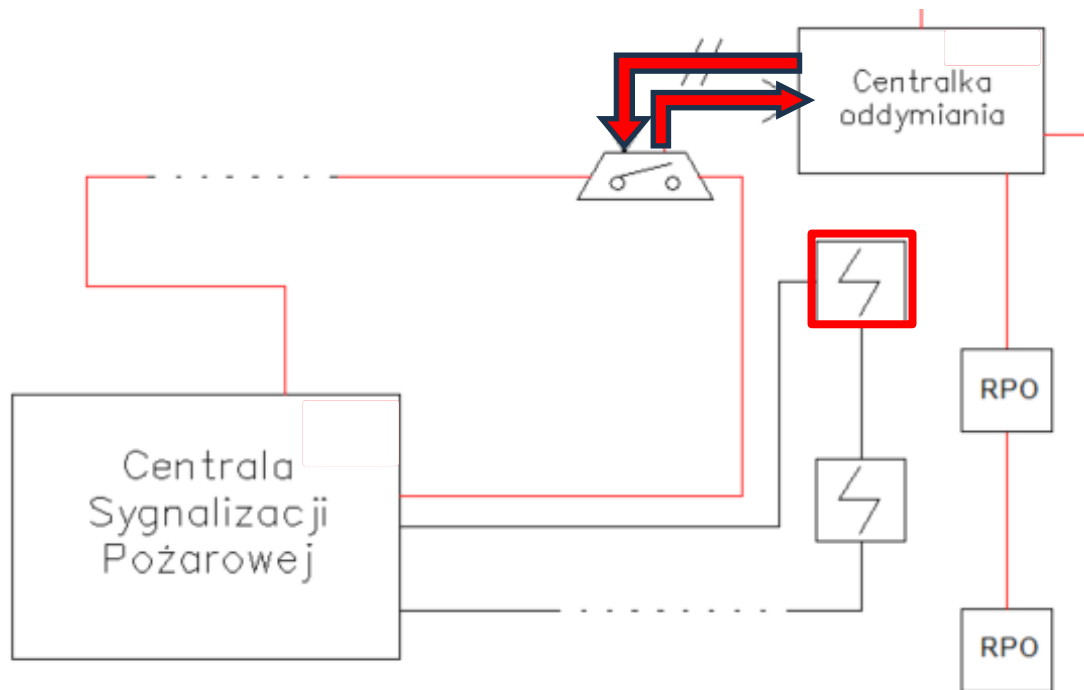 Centralka
oddymiania
RPO
Centrala
Sygnalizacji
Pożarowej
RPO